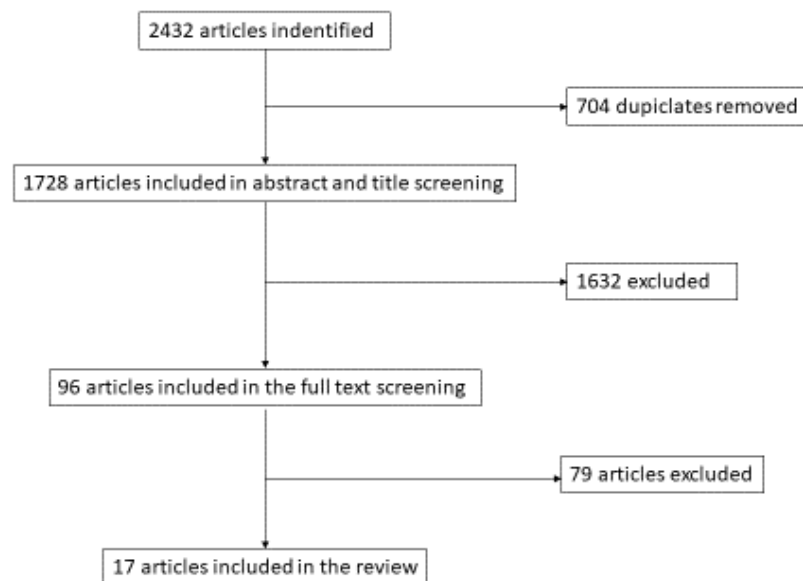 2432 articles indentified
704 dupiclates removed
1728 articles included in abstract and title screening
1632 excluded
96 articles included in the full text screening
79 articles excluded
17 articles included in the review